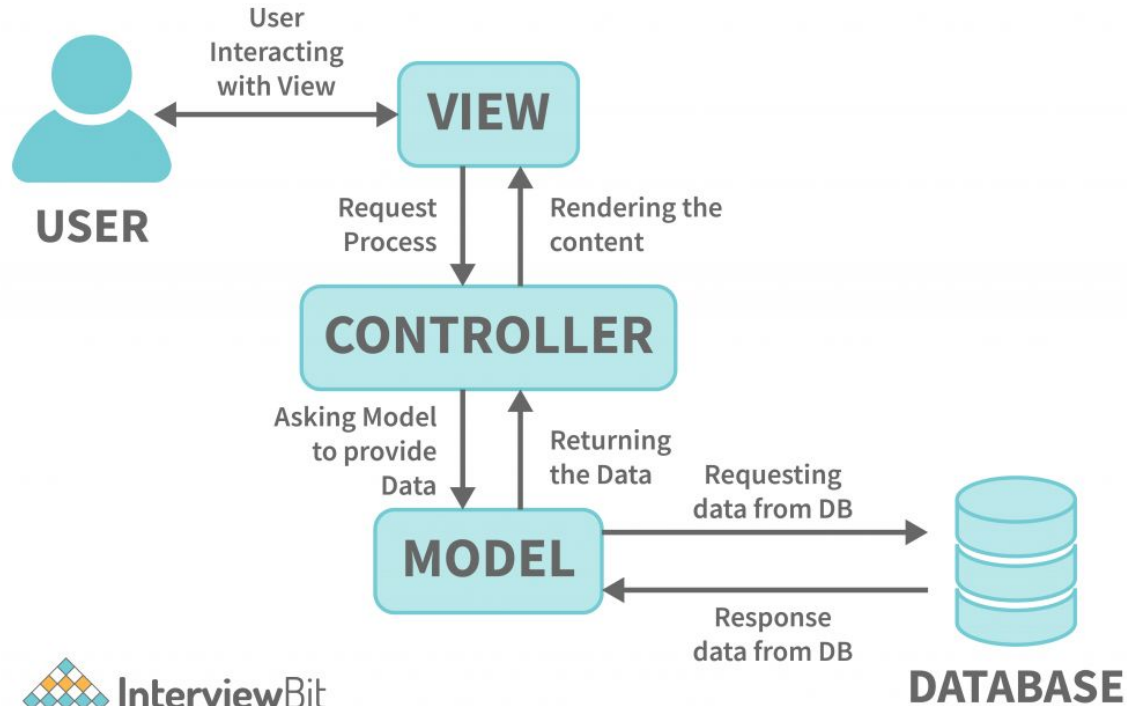 User
Interacting
with View
VIEW
USER
Request
Process
Rendering the
content
CONTROLLER
Asking Model
to provide
Data
Returning
the Data
Requesting
data from DB
MODEL
Response
data from DB
DATABASE
InterviewBit